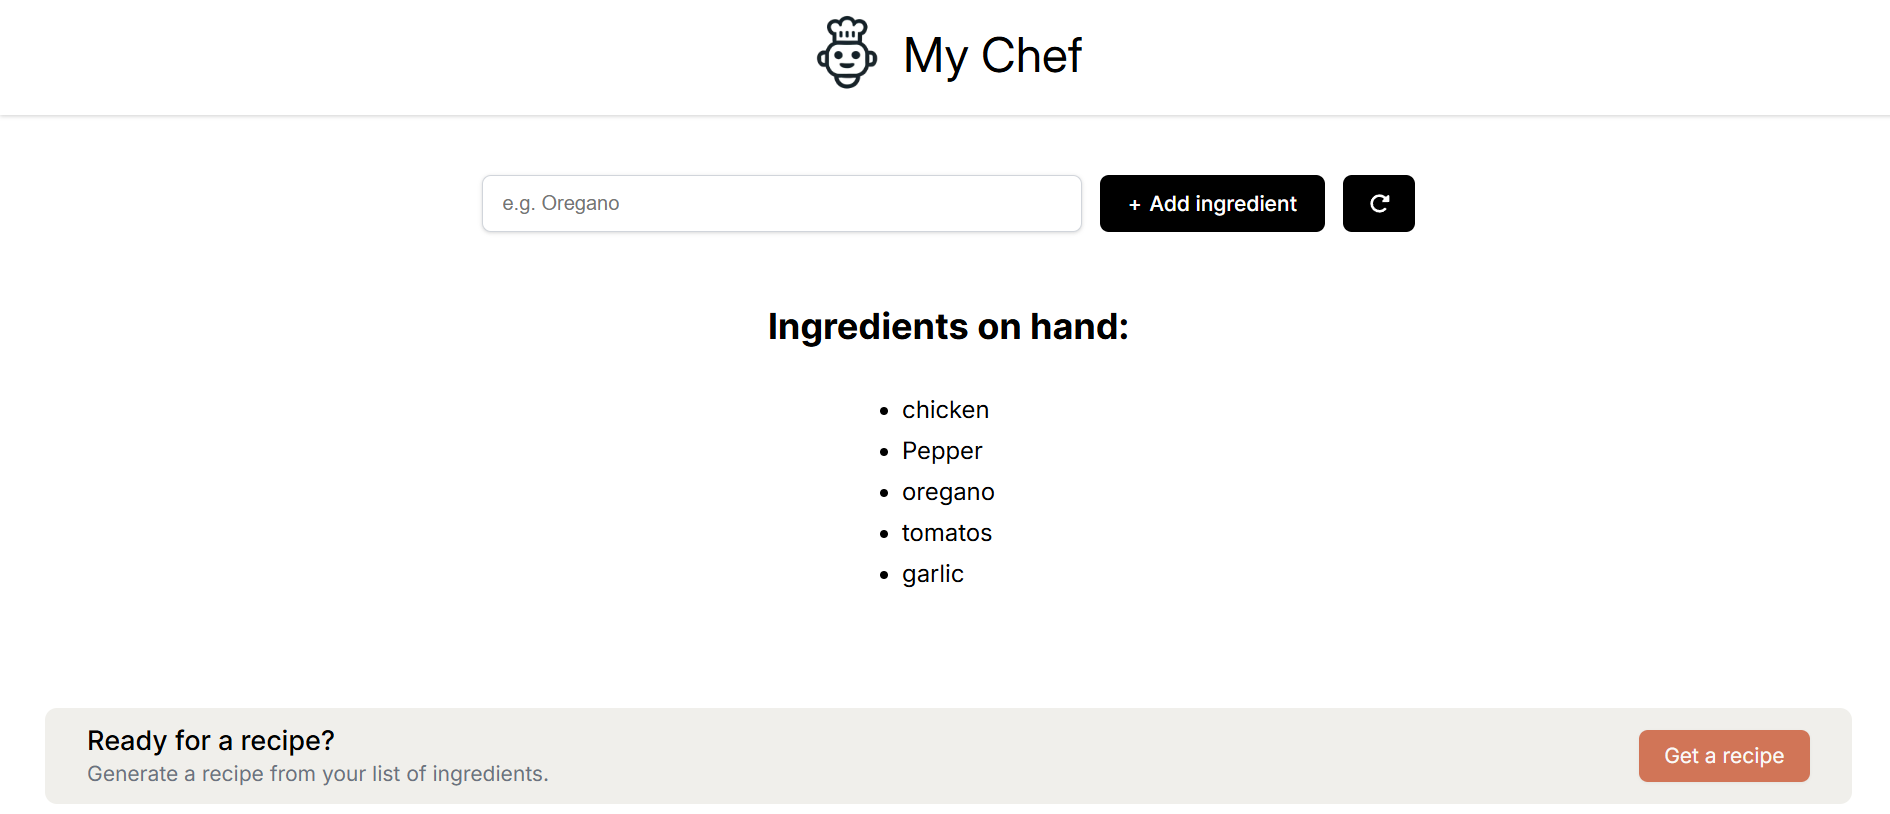 My Chef
e.g. Oregano
+ Add ingredient
Ingredients on hand:
• chicken
• Pepper
• oregano
• tomatos
• garlic
Ready for a recipe?
Generate a recipe from your list of ingredients.
Get a recipe